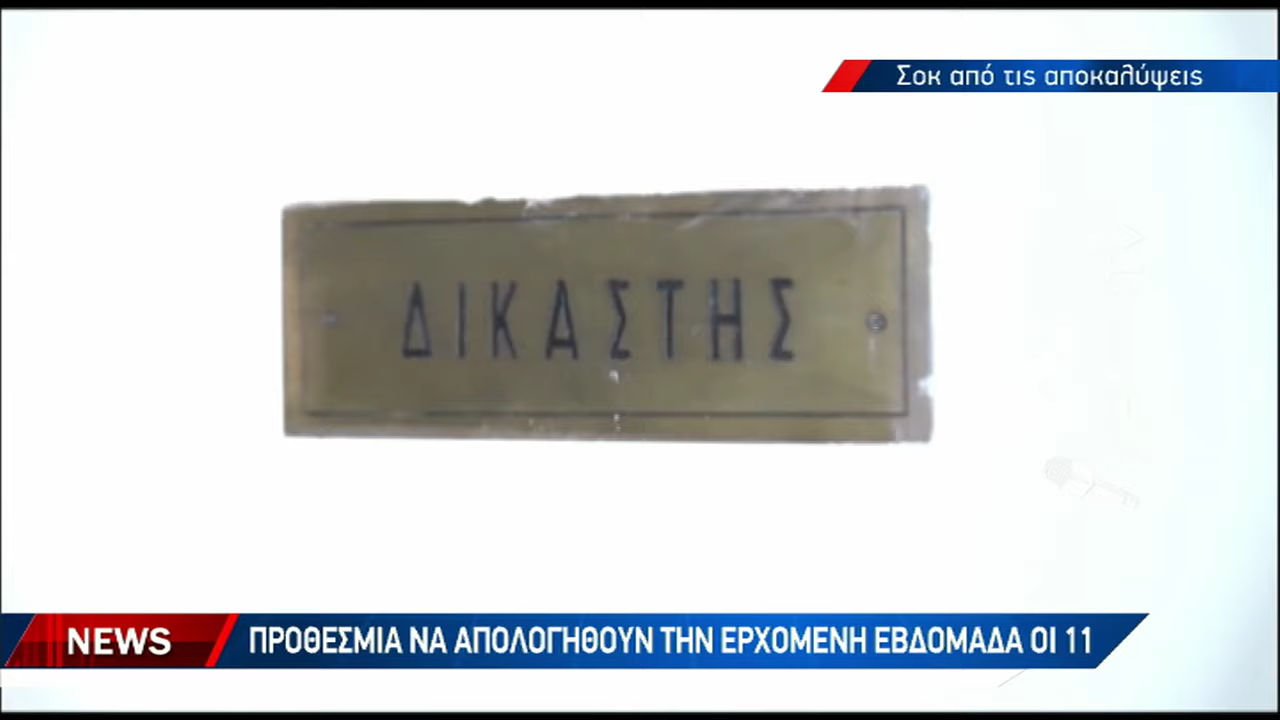 Σοκ από τις αποκαλύψεις
ΔΙΚΑΣΤΗΣ
NEWS ΠΡΟΘΕΣΜΙΑ ΝΑ ΑΠΟΛΟΓΗΘΟΥΝ ΤΗΝ ΕΡΧΟΜΕΝΗ ΕΒΔΟΜΑΔΑ ΟΙ 11